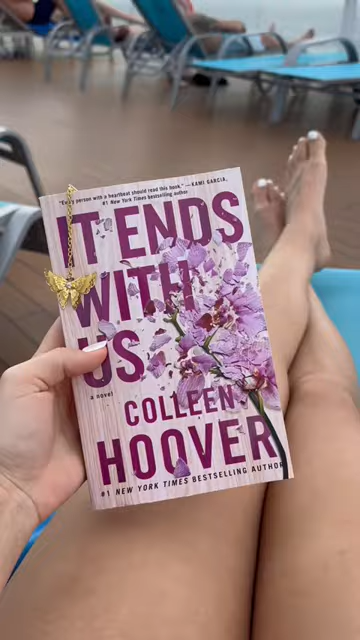 "Every person with a heartbeat should read this book." —KAMI GARCIA,
#1 New York Times bestselling author
IT ENDS
WITH
US
a novel
COLLEEN
HOOVER
#1 NEW YORK TIMES BESTSELLING AUTHOR